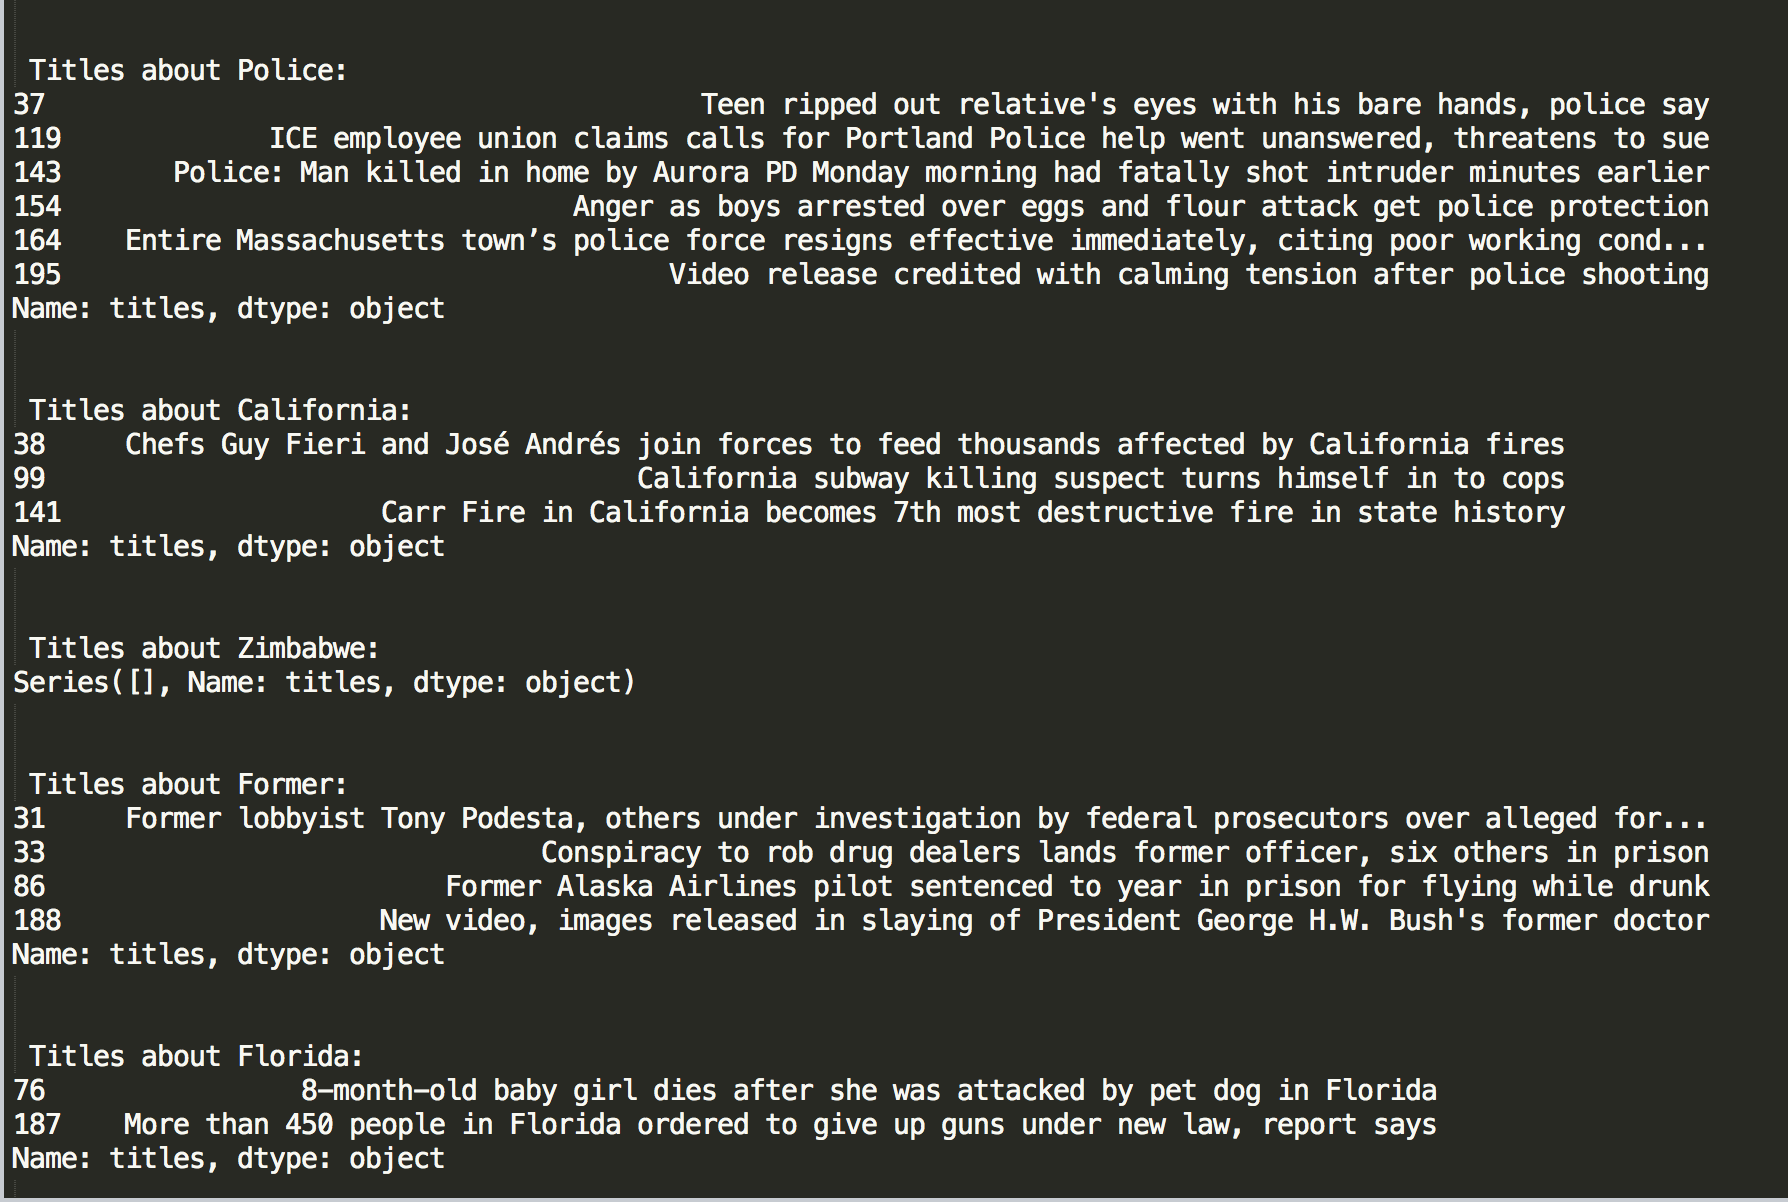 Titles about Police:
37 Teen ripped out relative's eyes with his bare hands, police say
119 ICE employee union claims calls for Portland Police help went unanswered, threatens to sue
143 Police: Man killed in home by Aurora PD Monday morning had fatally shot intruder minutes earlier
154 Anger as boys arrested over eggs and flour attack get police protection
164 Entire Massachusetts town’s police force resigns effective immediately, citing poor working cond...
195 Video release credited with calming tension after police shooting
Name: titles, dtype: object
Titles about California:
38 Chefs Guy Fieri and José Andrés join forces to feed thousands affected by California fires
99 California subway killing suspect turns himself in to cops
141 Carr Fire in California becomes 7th most destructive fire in state history
Name: titles, dtype: object
Titles about Zimbabwe:
Series([], Name: titles, dtype: object)
Titles about Former:
31 Former lobbyist Tony Podesta, others under investigation by federal prosecutors over alleged for...
33 Conspiracy to rob drug dealers lands former officer, six others in prison
86 Former Alaska Airlines pilot sentenced to year in prison for flying while drunk
188 New video, images released in slaying of President George H.W. Bush's former doctor
Name: titles, dtype: object
Titles about Florida:
76 8-month-old baby girl dies after she was attacked by pet dog in Florida
187 More than 450 people in Florida ordered to give up guns under new law, report says
Name: titles, dtype: object